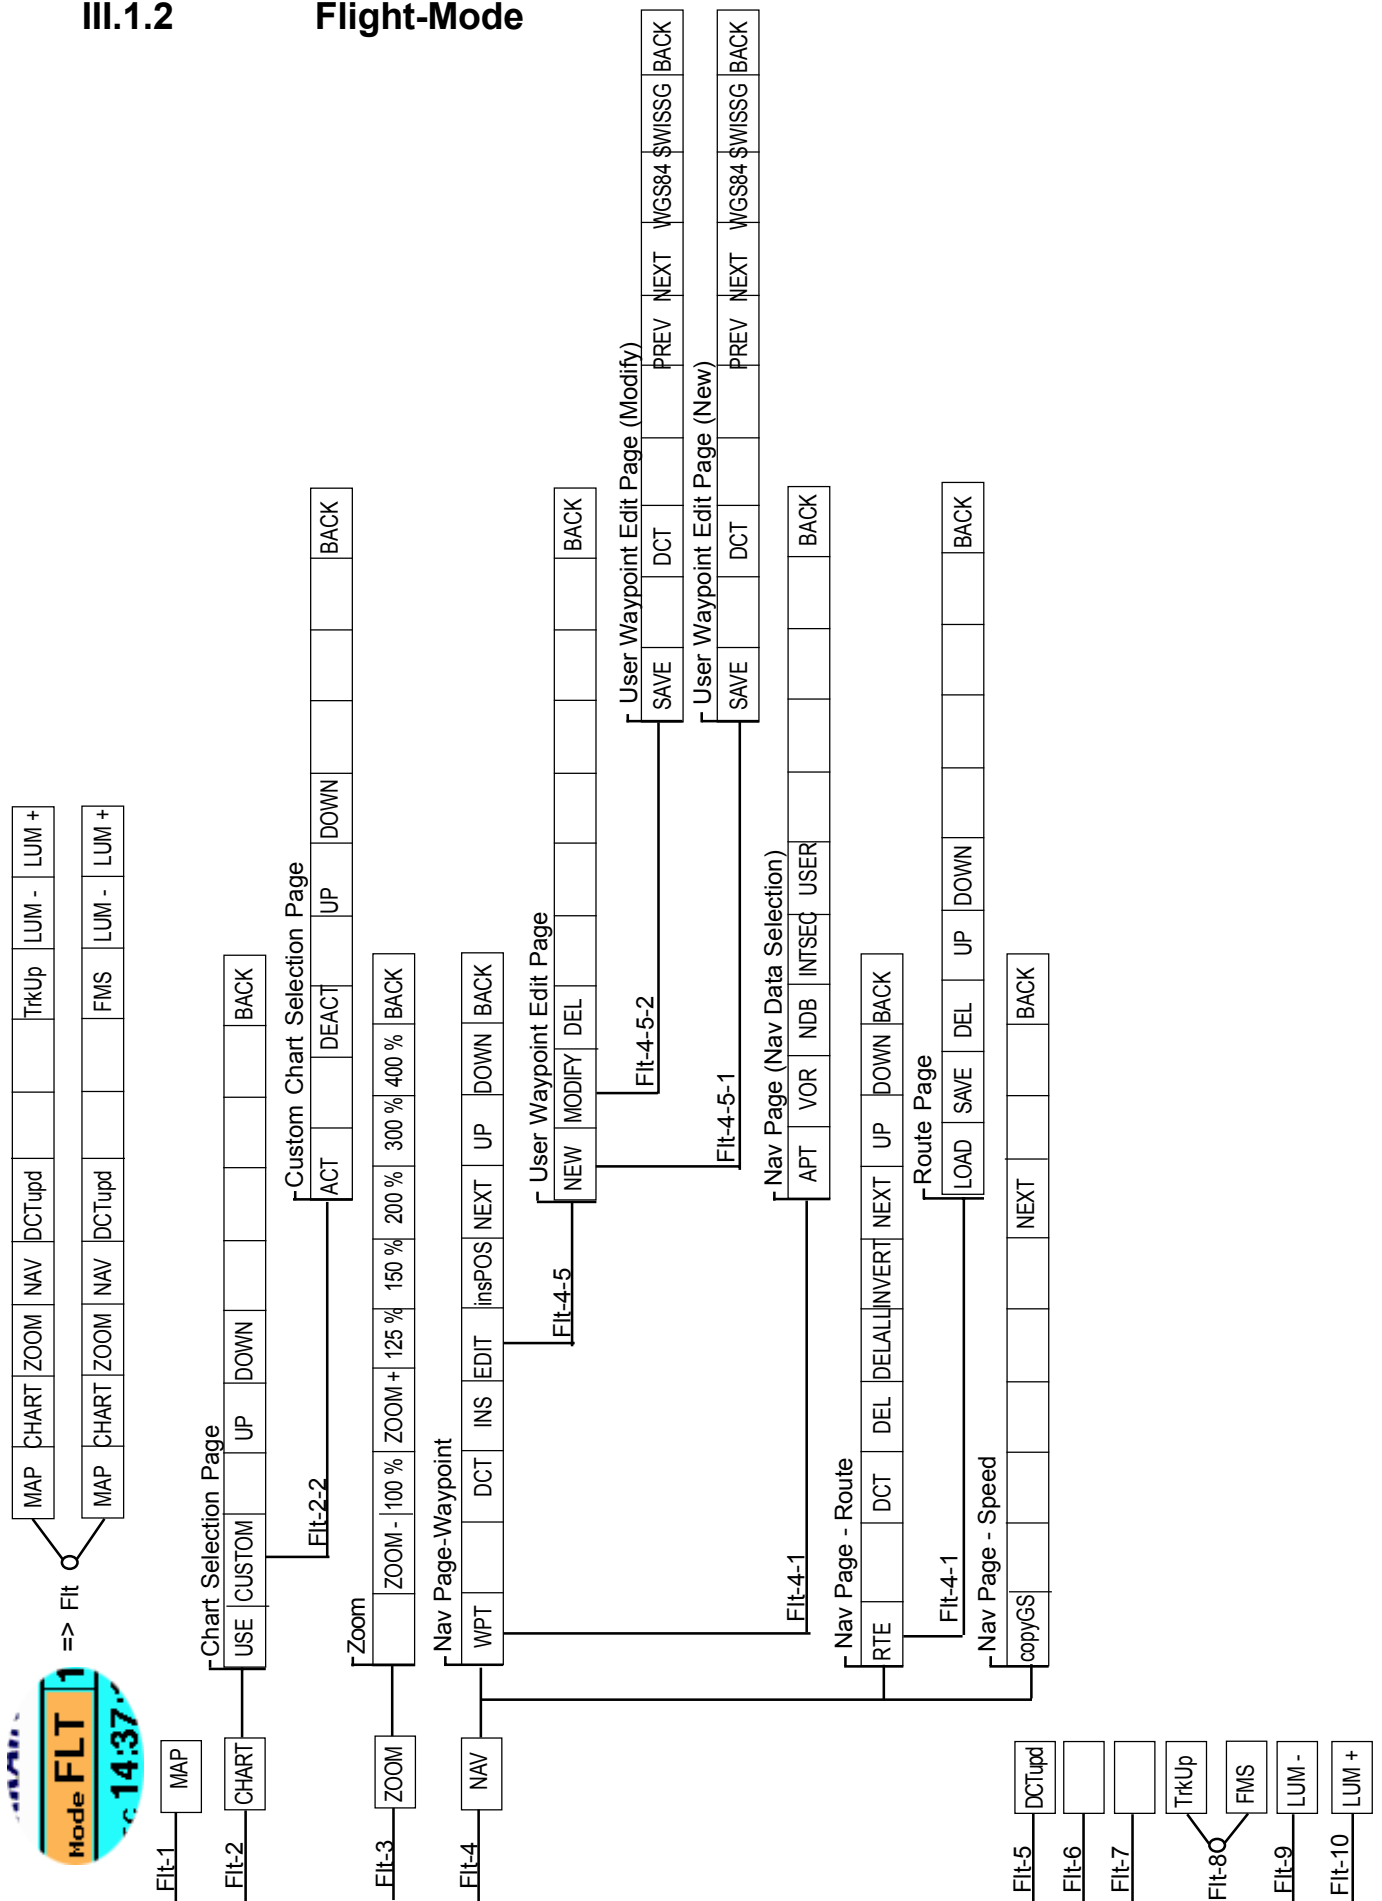 III.1.2 Flight-Mode
Mode FLT 1
14:37
=> Flt
MAP CHART ZOOM NAV DCTupd TrkUp LUM - LUM +
MAP CHART ZOOM NAV DCTupd FMS LUM - LUM +
Flt-1
MAP
Flt-2
CHART
Chart Selection Page
USE CUSTOM UP DOWN BACK
Flt-2-2
Custom Chart Selection Page
ACT DEACT UP DOWN BACK
Flt-3
ZOOM
Zoom
ZOOM - 100 % ZOOM + 125 % 150 % 200 % 300 % 400 % BACK
Flt-4
NAV
Nav Page-Waypoint
WPT DCT INS EDIT insPOS NEXT UP DOWN BACK
Flt-4-5
User Waypoint Edit Page
NEW MODIFY DEL BACK
Flt-4-5-2
User Waypoint Edit Page (Modify)
SAVE DCT PREV NEXT WGS84 SWISSG BACK
Flt-4-5-1
User Waypoint Edit Page (New)
SAVE DCT PREV NEXT WGS84 SWISSG BACK
Flt-4-1
Nav Page (Nav Data Selection)
APT VOR NDB INTSEC USER BACK
Nav Page - Route
RTE DCT DEL DELALL INVERT NEXT UP DOWN BACK
Flt-4-1
Route Page
LOAD SAVE DEL UP DOWN BACK
Nav Page - Speed
copyGS NEXT BACK
Flt-5
DCTupd
Flt-6
Flt-7
Flt-8
TrkUp
FMS
Flt-9
LUM -
Flt-10
LUM +